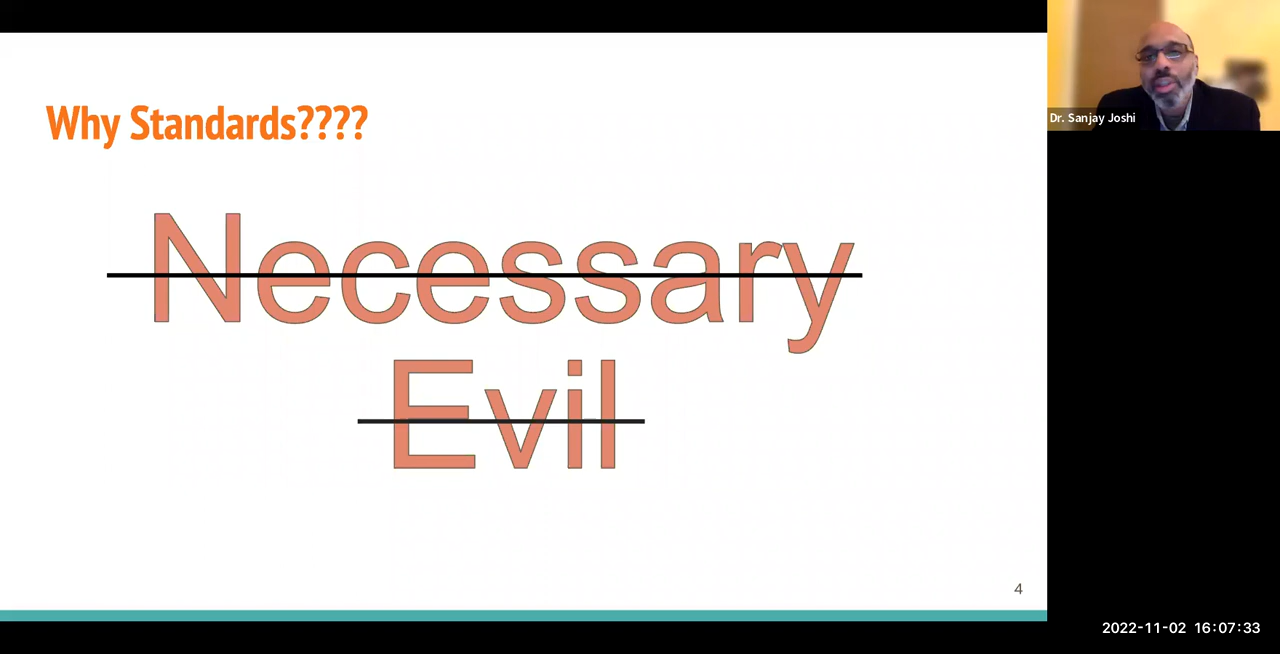 Why Standards????
Necessary
Evil
4
Dr. Sanjay Joshi
2022-11-02 16:07:33